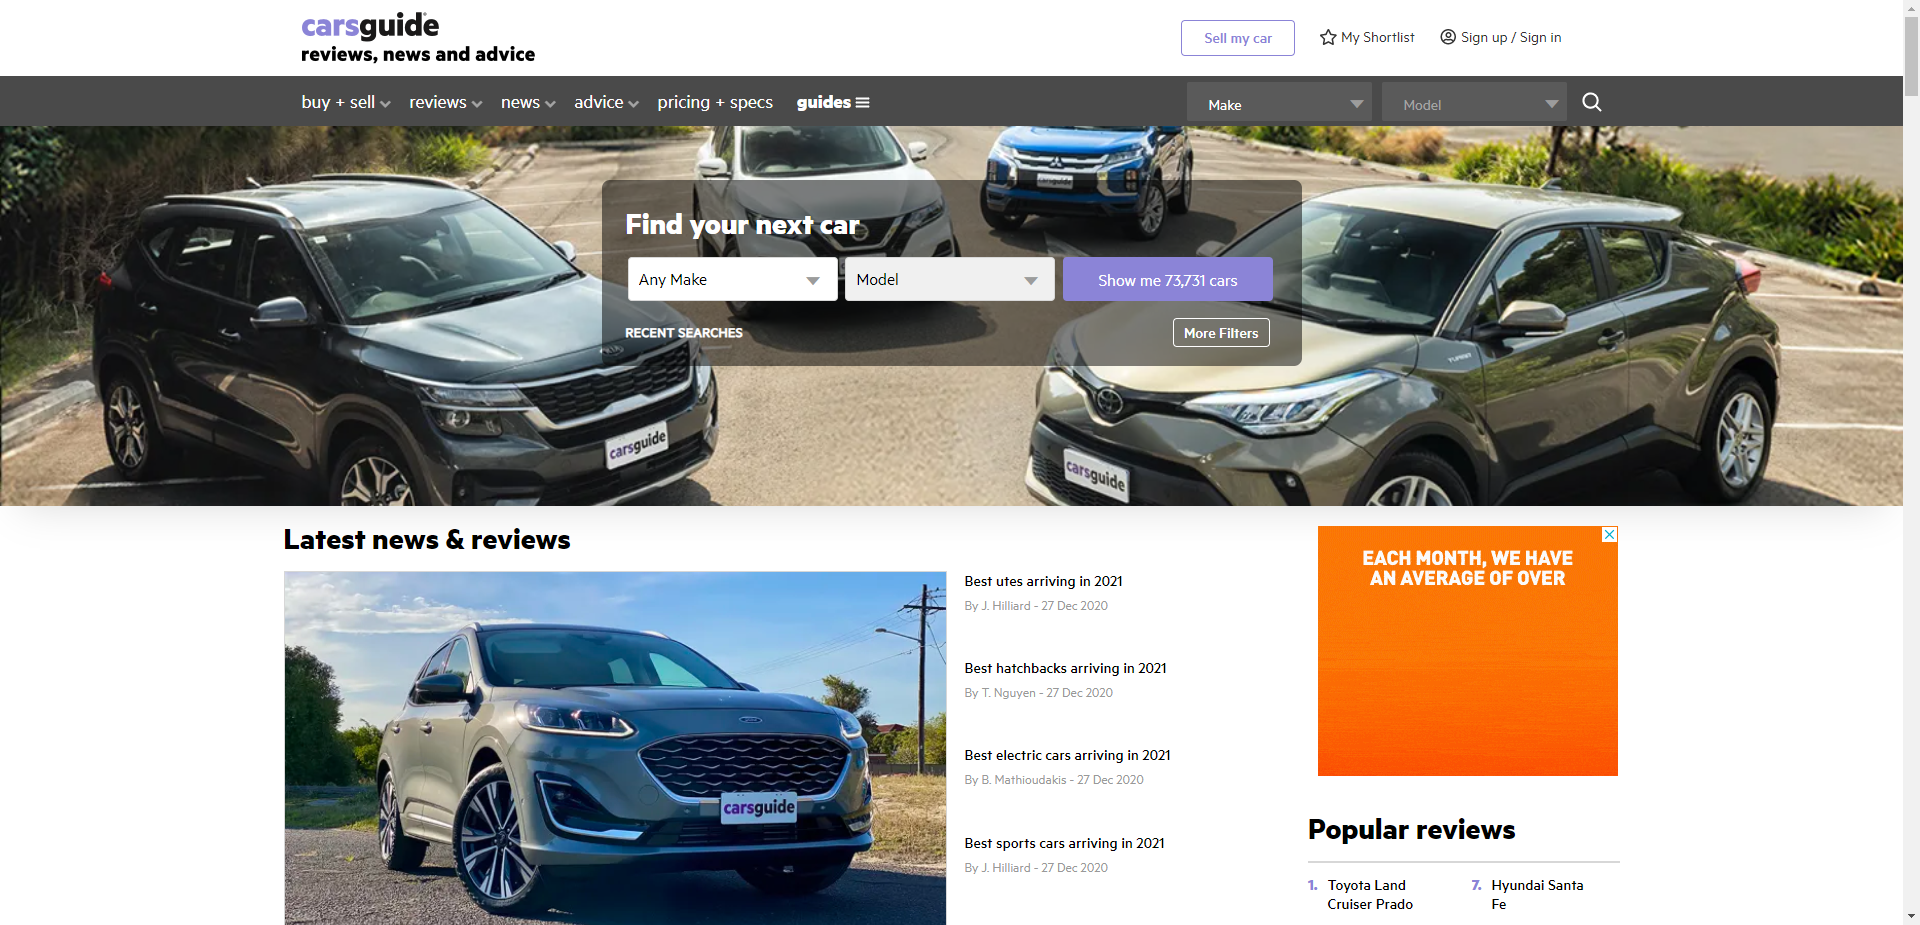 carsguide
reviews, news and advice
Sell my car
My Shortlist
Sign up / Sign in
buy + sell
reviews
news
advice
pricing + specs
guides
Make
Model
Find your next car
Any Make
Model
Show me 73,731 cars
RECENT SEARCHES
More Filters
carsguide
carsguide
carsguide
Latest news & reviews
carsguide
Best utes arriving in 2021
By J. Hilliard - 27 Dec 2020
Best hatchbacks arriving in 2021
By T. Nguyen - 27 Dec 2020
Best electric cars arriving in 2021
By B. Mathioudakis - 27 Dec 2020
Best sports cars arriving in 2021
By J. Hilliard - 27 Dec 2020
EACH MONTH, WE HAVE
AN AVERAGE OF OVER
Popular reviews
1. Toyota Land
Cruiser Prado
7. Hyundai Santa
Fe